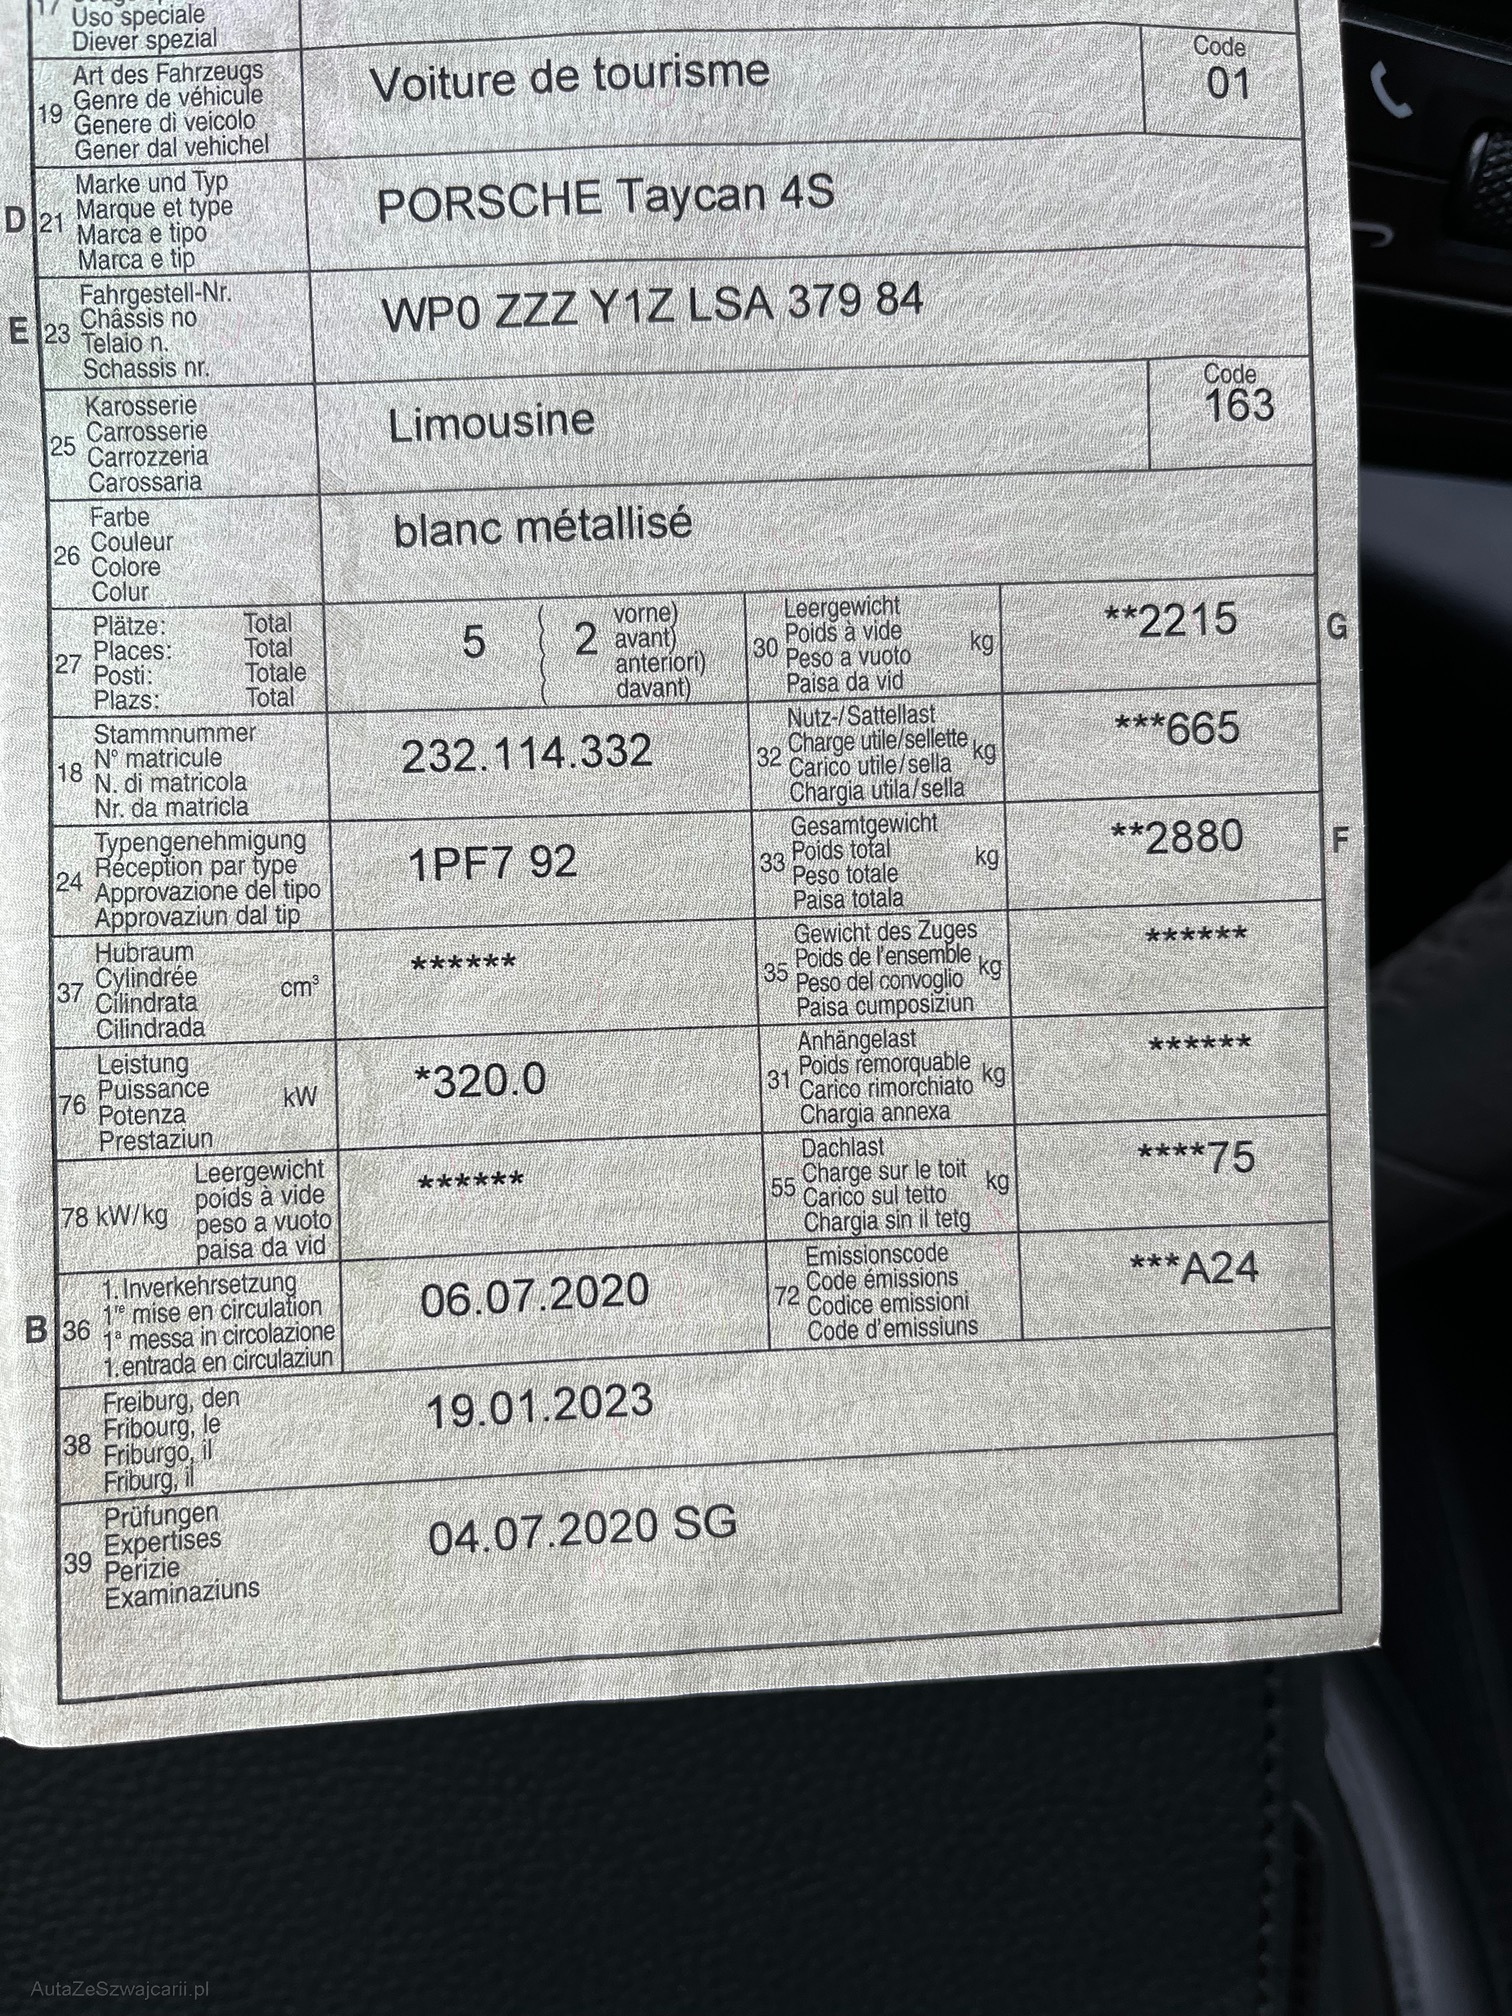 17
Uso speciale
Diever spezial
19 Art des Fahrzeugs
Genre de véhicule
Genere di veicolo
Gener dal vehichel
Voiture de tourisme
Code
01
D 21 Marke und Typ
Marque et type
Marca e tipo
Marca e tip
PORSCHE Taycan 4S
E 23 Fahrgestell-Nr.
Châssis no
Telaio n.
Schassis nr.
WP0 ZZZ Y1Z LSA 379 84
25 Karosserie
Carrosserie
Carrozzeria
Carossaria
Limousine
Code
163
26 Farbe
Couleur
Colore
Colur
blanc métallisé
27 Plätze: Total
Places: Total
Posti: Totale
Plazs: Total
5 ( 2 vorne)
avant)
anteriori)
davant)
30 Leergewicht
Poids à vide kg
Peso a vuoto
Paisa da vid
**2215 G
18 Stammnummer
N° matricule
N. di matricola
Nr. da matricla
232.114.332
32 Nutz-/Sattellast
Charge utile/sellette kg
Carico utile/sella
Chargia utila/sella
***665
24 Typengenehmigung
Réception par type
Approvazione del tipo
Approvaziun dal tip
1PF7 92
33 Gesamtgewicht
Poids total kg
Peso totale
Paisa totala
**2880 F
37 Hubraum
Cylindrée cm³
Cilindrata
Cilindrada
******
35 Gewicht des Zuges
Poids de l'ensemble kg
Peso del convoglio
Paisa cumposiziun
******
76 Leistung
Puissance kW
Potenza
Prestaziun
*320.0
31 Anhängelast
Poids remorquable kg
Carico rimorchiato
Chargia annexa
******
78 kW/kg Leergewicht
poids à vide
peso a vuoto
paisa da vid
******
55 Dachlast
Charge sur le toit kg
Carico sul tetto
Chargia sin il tetg
****75
B 36 1. Inverkehrsetzung
1re mise en circulation
1a messa in circolazione
1. entrada en circulaziun
06.07.2020
72 Emissionscode
Code émissions
Codice emissioni
Code d'emissiuns
***A24
38 Freiburg, den
Fribourg, le
Friburgo, il
Friburg, il
19.01.2023
39 Prüfungen
Expertises
Perizie
Examinaziuns
04.07.2020 SG
AutaZeSzwajcarii.pl